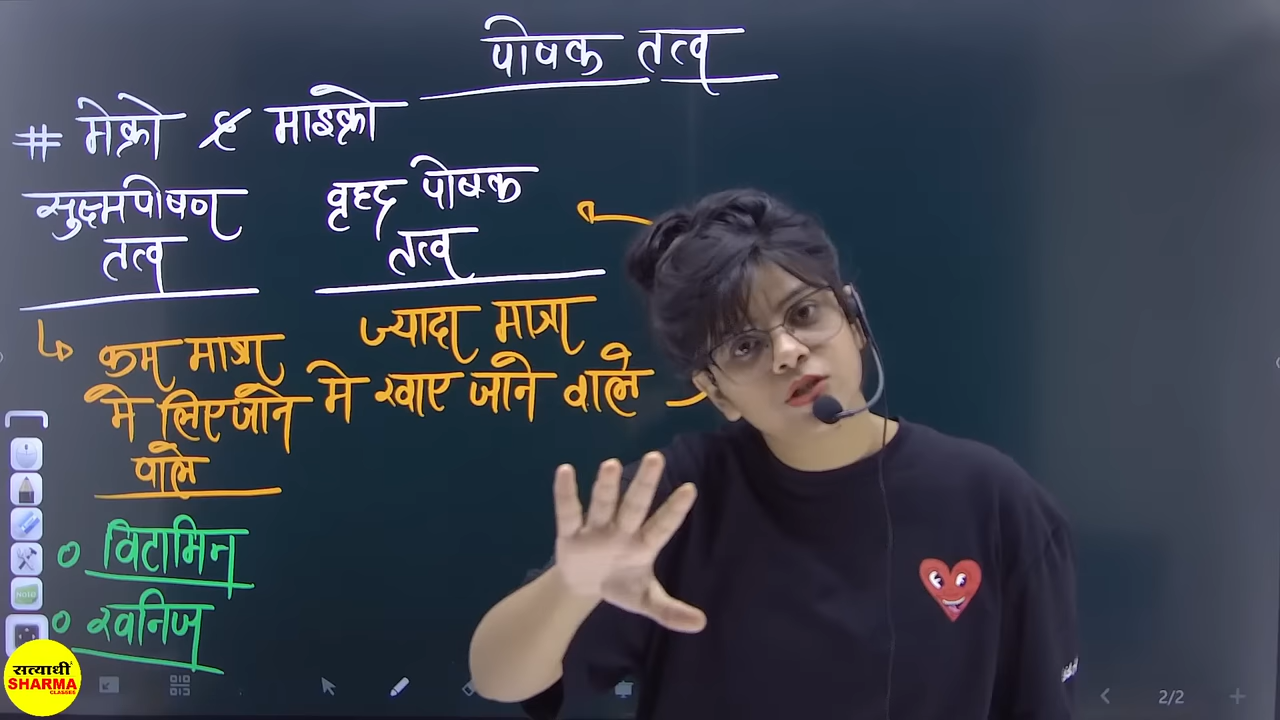 पोषक तत्व
# मेक्रो & माइक्रो
सुक्ष्मपोषण
तत्व
वृहद पोषक
तत्व
कम मात्रा
में लिए जाने
वाले
ज्यादा मात्रा
में खाए जाने वाले
विटामिन
खनिज
सत्यार्थी
SHARMA
CLASSES
2/2